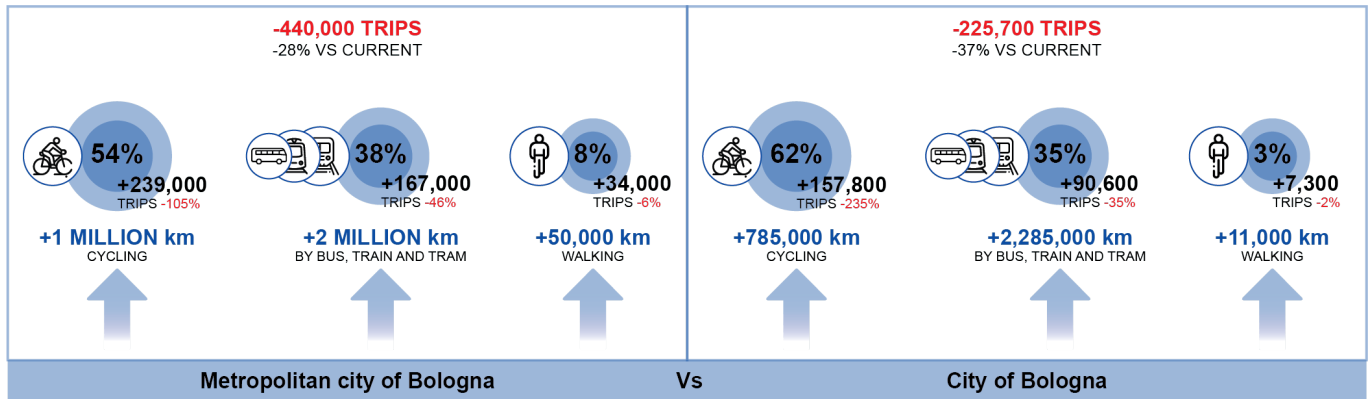 -440,000 TRIPS
-28% VS CURRENT
54%
+239,000
TRIPS -105%
+1 MILLION km
CYCLING
38%
+167,000
TRIPS -46%
+2 MILLION km
BY BUS, TRAIN AND TRAM
8%
+34,000
TRIPS -6%
+50,000 km
WALKING
-225,700 TRIPS
-37% VS CURRENT
62%
+157,800
TRIPS -235%
+785,000 km
CYCLING
35%
+90,600
TRIPS -35%
+2,285,000 km
BY BUS, TRAIN AND TRAM
3%
+7,300
TRIPS -2%
+11,000 km
WALKING
Metropolitan city of Bologna Vs City of Bologna